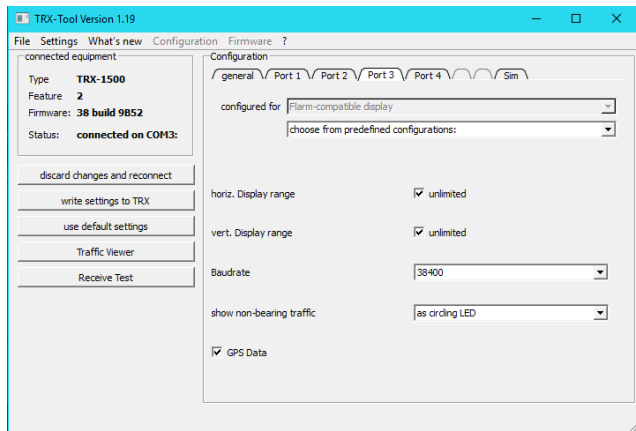 TRX-Tool Version 1.19
File Settings What's new Configuration Firmware ?
connected equipment
Type TRX-1500
Feature 2
Firmware: 38 build 9B52
Status: connected on COM3:
discard changes and reconnect
write settings to TRX
use default settings
Traffic Viewer
Receive Test
Configuration
general Port 1 Port 2 Port 3 Port 4 Sim
configured for Flarm-compatible display
choose from predefined configurations:
horiz. Display range unlimited
vert. Display range unlimited
Baudrate 38400
show non-bearing traffic as circling LED
GPS Data